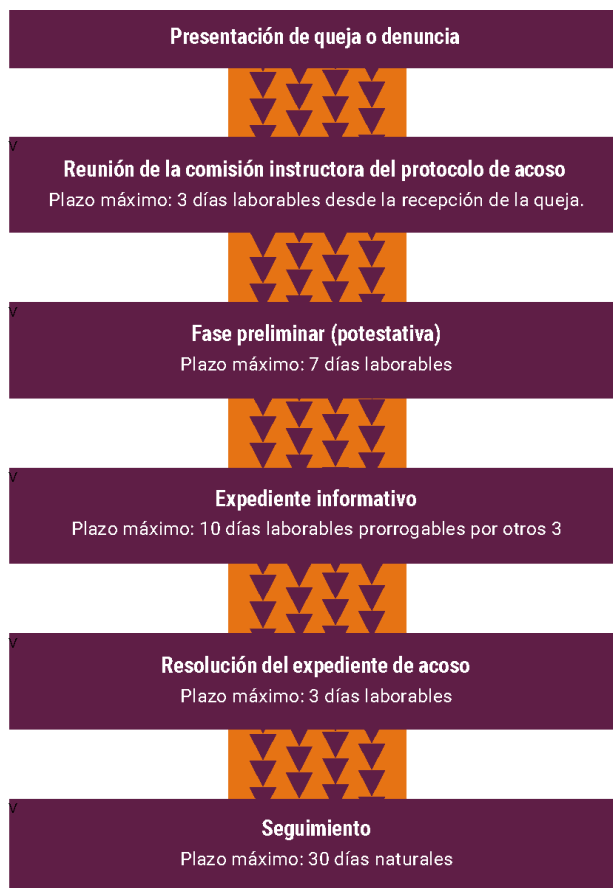 Presentación de queja o denuncia
V
Reunión de la comisión instructora del protocolo de acoso
Plazo máximo: 3 días laborables desde la recepción de la queja.
V
Fase preliminar (potestativa)
Plazo máximo: 7 días laborables
V
Expediente informativo
Plazo máximo: 10 días laborables prorrogables por otros 3
V
Resolución del expediente de acoso
Plazo máximo: 3 días laborables
V
Seguimiento
Plazo máximo: 30 días naturales